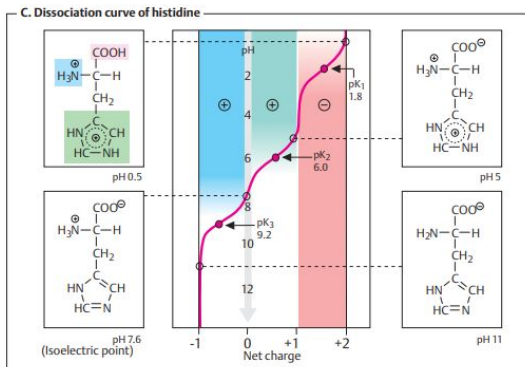 C. Dissociation curve of histidine
COOH
H₃N⊕—C—H
CH₂
C
HN CH
⊕
HC—NH
pH 0.5
COO⊖
H₃N⊕—C—H
CH₂
C
HN CH
HC=N
pH 7.6
(Isoelectric point)
pH
2
4
6
8
10
12
⊕
⊕
⊖
pK₁
1.8
pK₂
6.0
pK₃
9.2
-1
0
+1
+2
Net charge
COO⊖
H₃N⊕—C—H
CH₂
C
HN CH
⊕
HC—NH
pH 5
COO⊖
H₂N—C—H
CH₂
C
HN CH
HC=N
pH 11